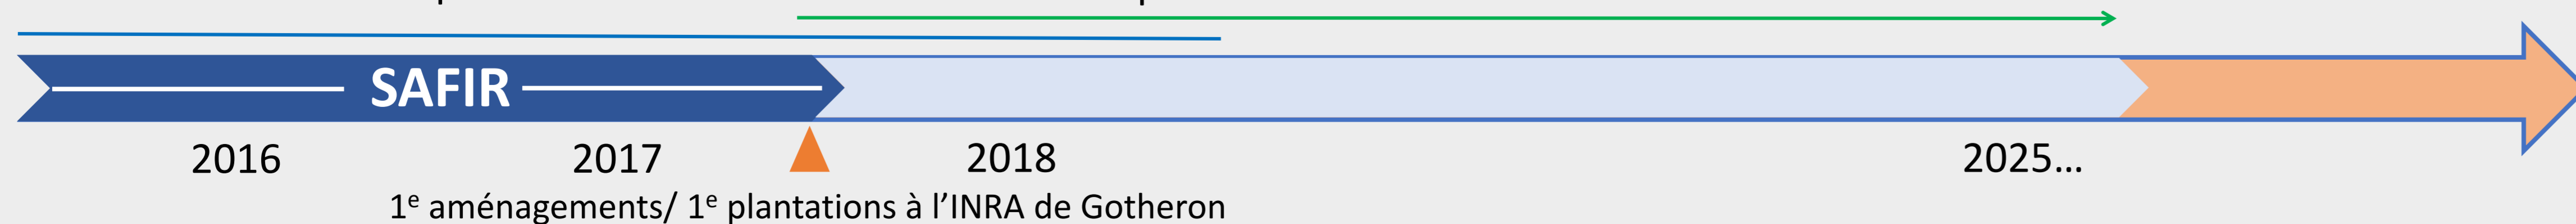 SAFIR
2016 2017 2018 2025...
1e aménagements/ 1e plantations à l’INRA de Gotheron